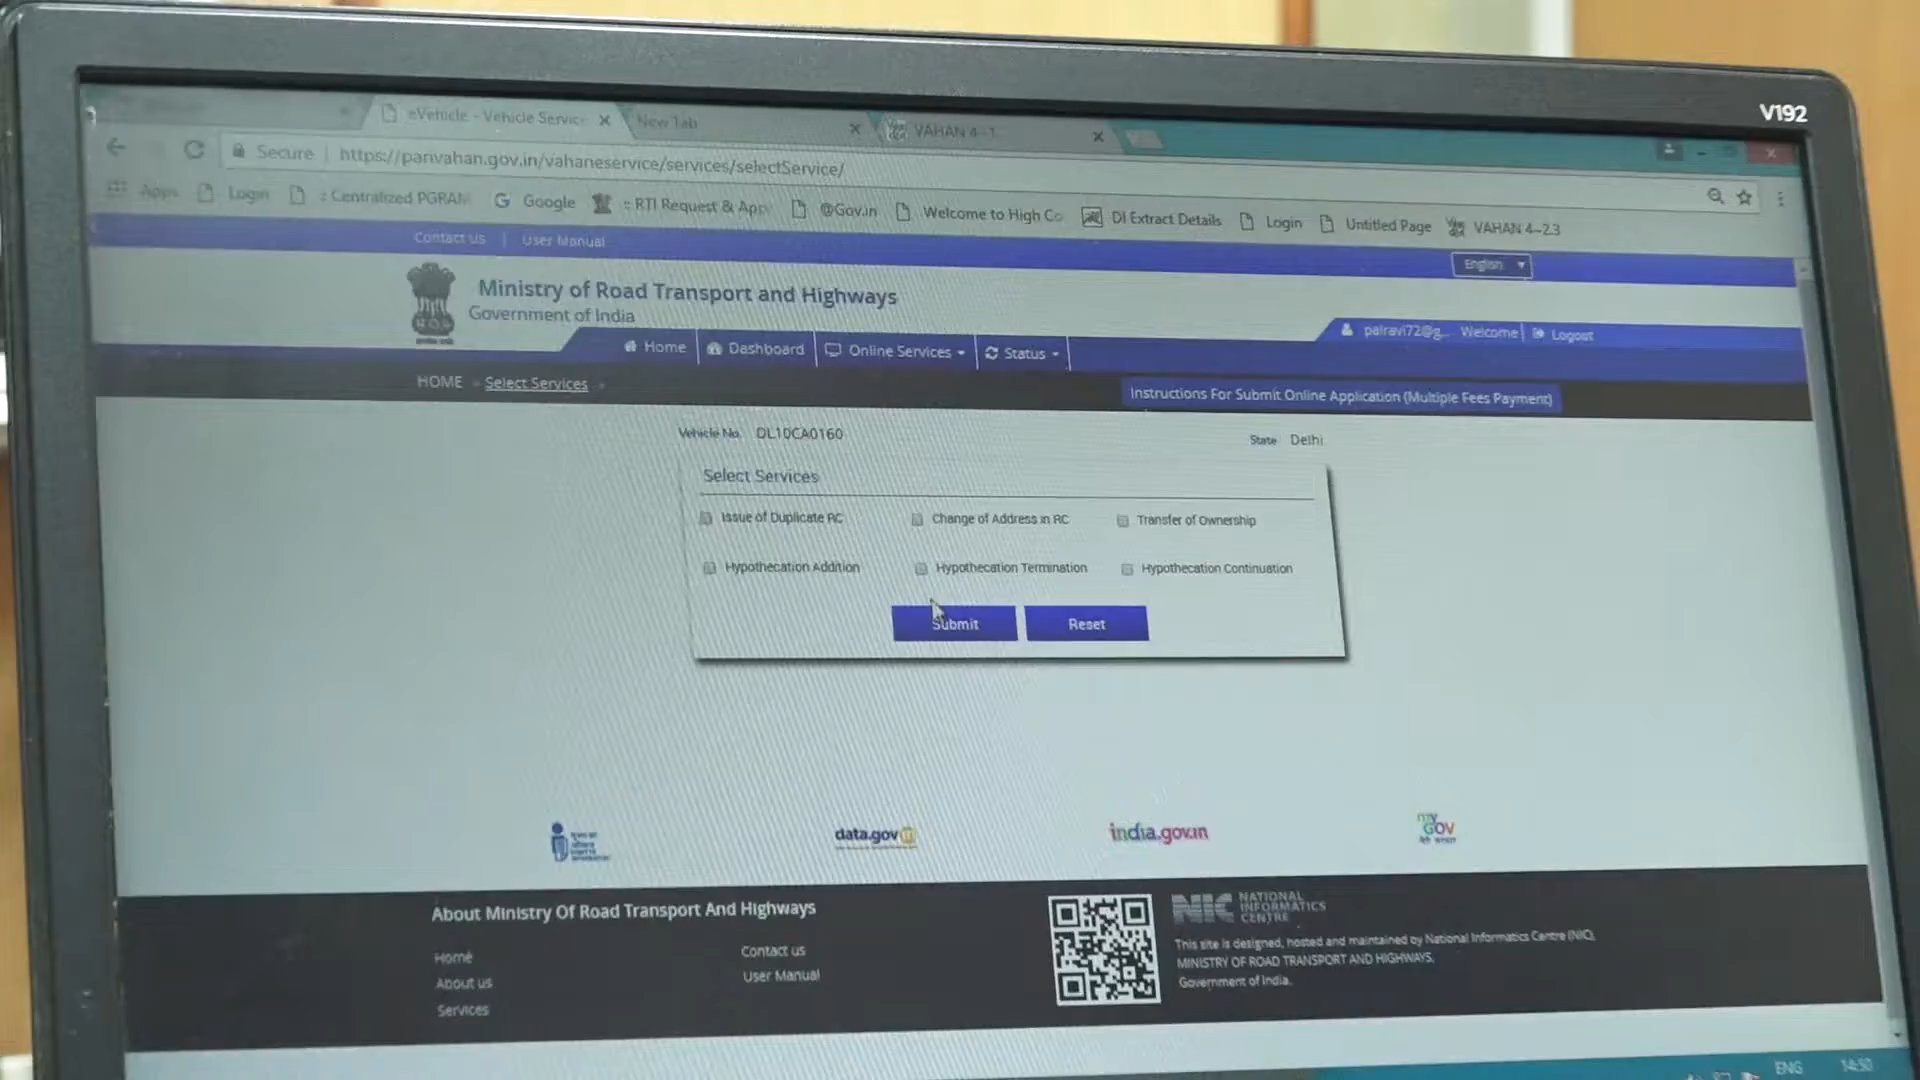 V192
eVehicle - Vehicle Servic
New Tab
VAHAN 4-1
Secure
https://parivahan.gov.in/vahaneservice/services/selectService/
Apps
Login
: Centralized PGRAM
Google
:: RTI Request & App
@Gov.in
Welcome to High Co
DI Extract Details
Login
Untitled Page
VAHAN 4-2.3
Contact Us | User Manual
English
Ministry of Road Transport and Highways
Government of India
palravi72@g... Welcome | Logout
Home
Dashboard
Online Services
Status
HOME » Select Services »
Instructions For Submit Online Application (Multiple Fees Payment)
Vehicle No. DL10CA0160
State Delhi
Select Services
Issue of Duplicate RC
Change of Address in RC
Transfer of Ownership
Hypothecation Addition
Hypothecation Termination
Hypothecation Continuation
Submit
Reset
data.gov
india.gov.in
my
GOV
About Ministry Of Road Transport And Highways
Home
About us
Services
Contact us
User Manual
NIC NATIONAL
INFORMATICS
CENTRE
This site is designed, hosted and maintained by National Informatics Centre (NIC),
MINISTRY OF ROAD TRANSPORT AND HIGHWAYS,
Government of India.
ENG
14:50